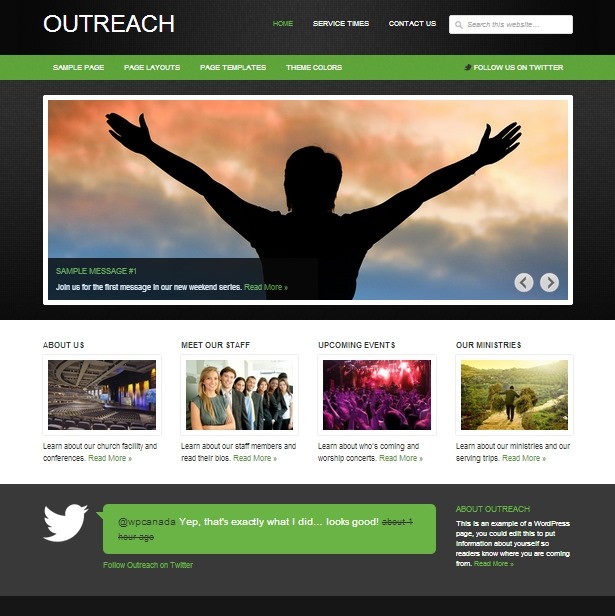 OUTREACH
HOME SERVICE TIMES CONTACT US Search this website...
SAMPLE PAGE PAGE LAYOUTS PAGE TEMPLATES THEME COLORS FOLLOW US ON TWITTER
SAMPLE MESSAGE #1
Join us for the first message in our new weekend series. Read More »
ABOUT US
Learn about our church facility and
conferences. Read More »
MEET OUR STAFF
Learn about our staff members and
read their bios. Read More »
UPCOMING EVENTS
Learn about who's coming and
worship concerts. Read More »
OUR MINISTRIES
Learn about our ministries and our
serving trips. Read More »
@wpcanada Yep, that's exactly what I did... looks good! about 1
hour ago
Follow Outreach on Twitter
ABOUT OUTREACH
This is an example of a WordPress
page, you could edit this to put
information about yourself so
readers know where you are coming
from. Read More »